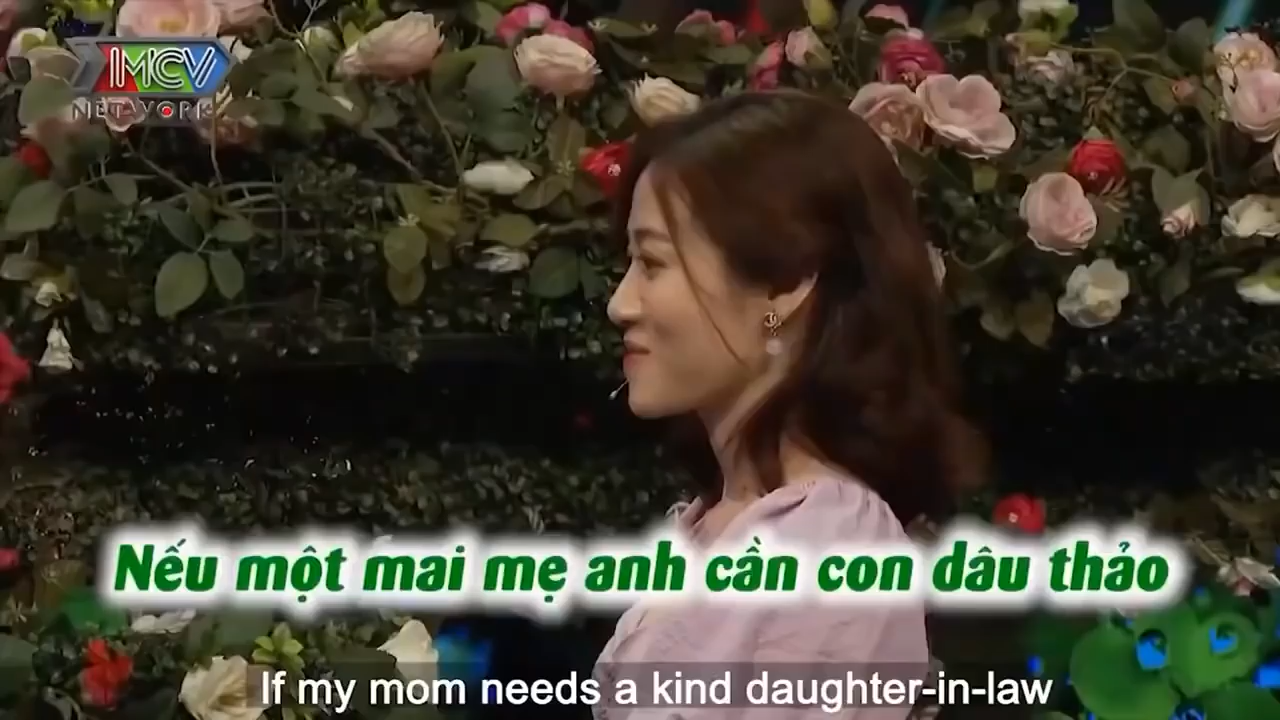 MCV
NETWORK
Nếu một mai mẹ anh cần con dâu thảo
If my mom needs a kind daughter-in-law